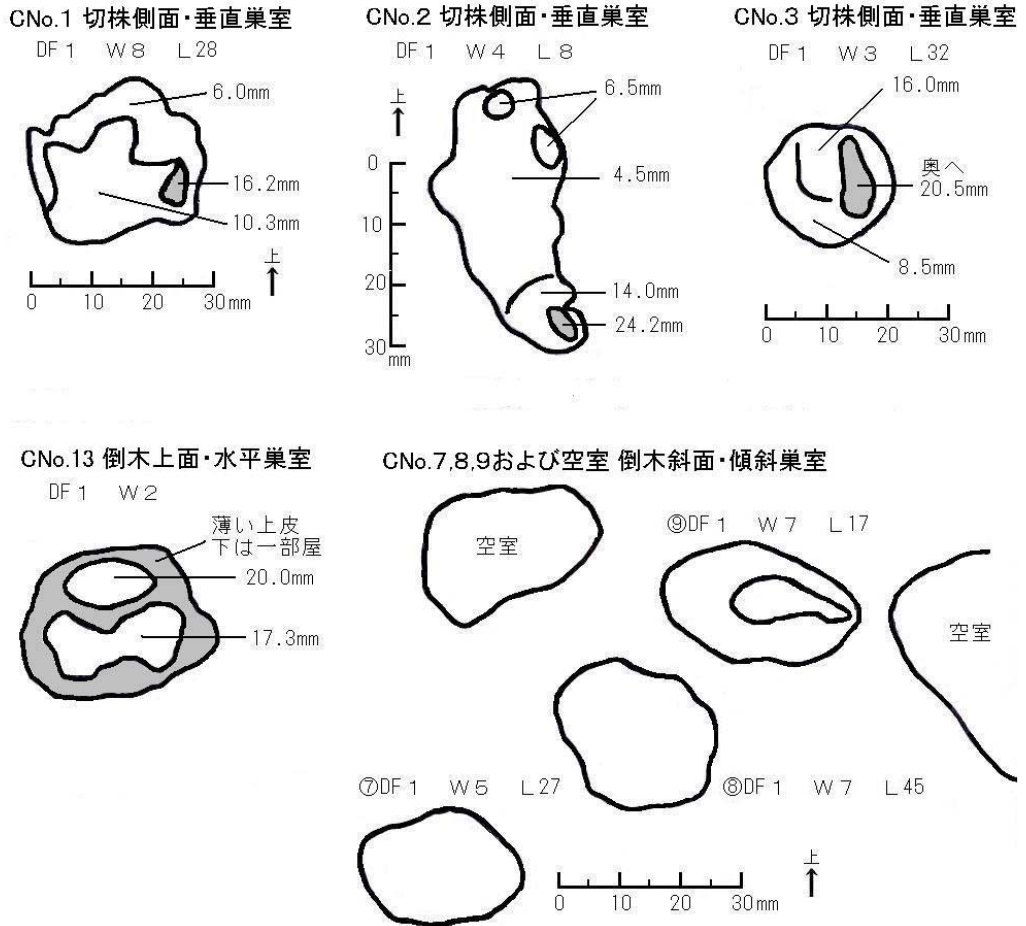 CNo.1 切株側面・垂直巣室
DF 1 W 8 L 28
6.0mm
16.2mm
10.3mm
上
0 10 20 30mm
CNo.2 切株側面・垂直巣室
DF 1 W 4 L 8
上
6.5mm
4.5mm
14.0mm
24.2mm
0
10
20
30
mm
CNo.3 切株側面・垂直巣室
DF 1 W 3 L 32
16.0mm
奥へ
20.5mm
8.5mm
0 10 20 30mm
CNo.13 倒木上面・水平巣室
DF 1 W 2
薄い上皮
下は一部屋
20.0mm
17.3mm
CNo.7,8,9および空室 倒木斜面・傾斜巣室
空室
⑨DF 1 W 7 L 17
空室
⑦DF 1 W 5 L 27
⑧DF 1 W 7 L 45
上
0 10 20 30mm